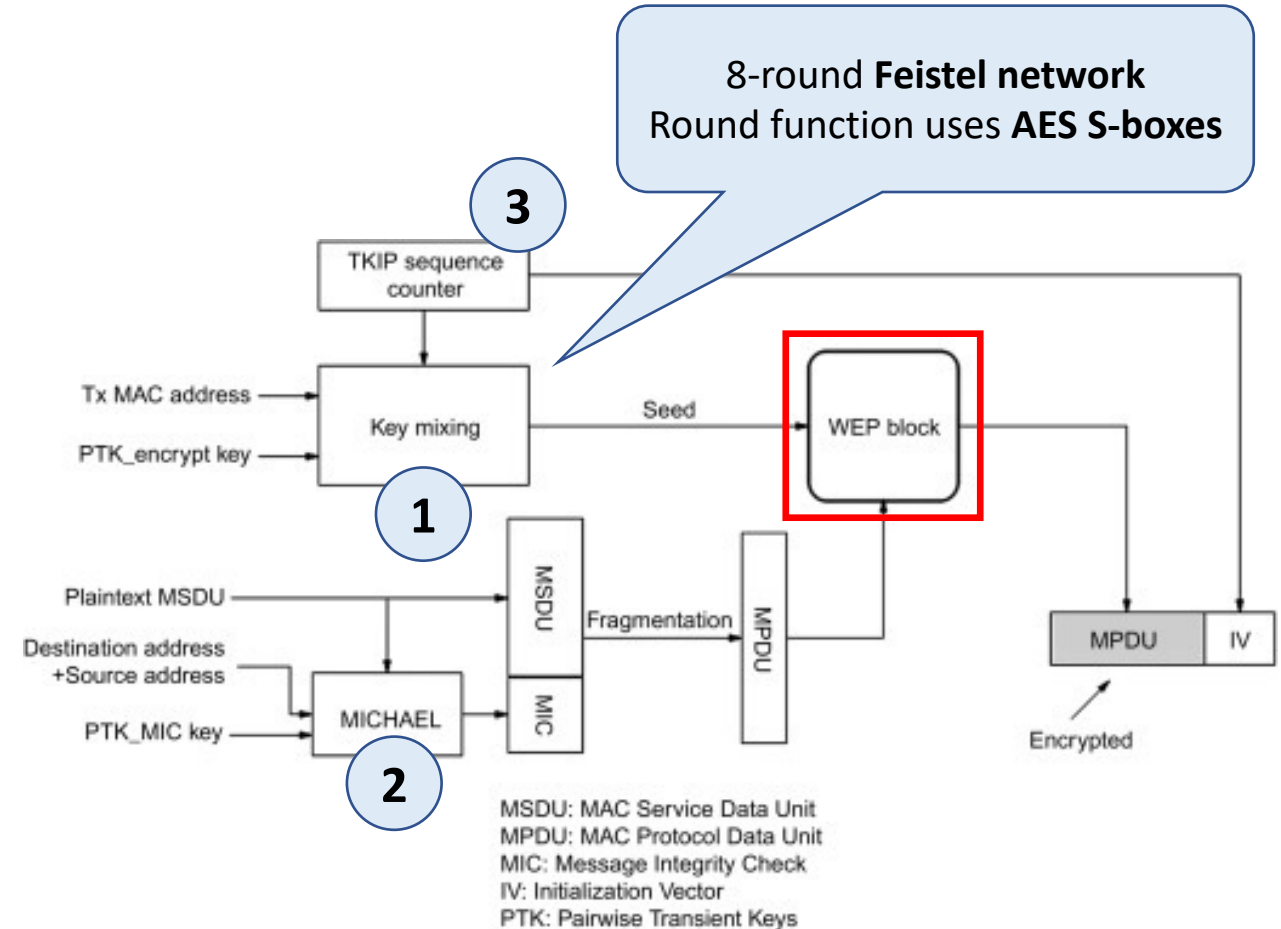 8-round Feistel network
Round function uses AES S-boxes
3
TKIP sequence
counter
Tx MAC address
PTK_encrypt key
Key mixing
Seed
WEP block
1
Plaintext MSDU
Destination address
+Source address
PTK_MIC key
MICHAEL
2
MSDU
MIC
Fragmentation
MPDU
MPDU
IV
Encrypted
MSDU: MAC Service Data Unit
MPDU: MAC Protocol Data Unit
MIC: Message Integrity Check
IV: Initialization Vector
PTK: Pairwise Transient Keys